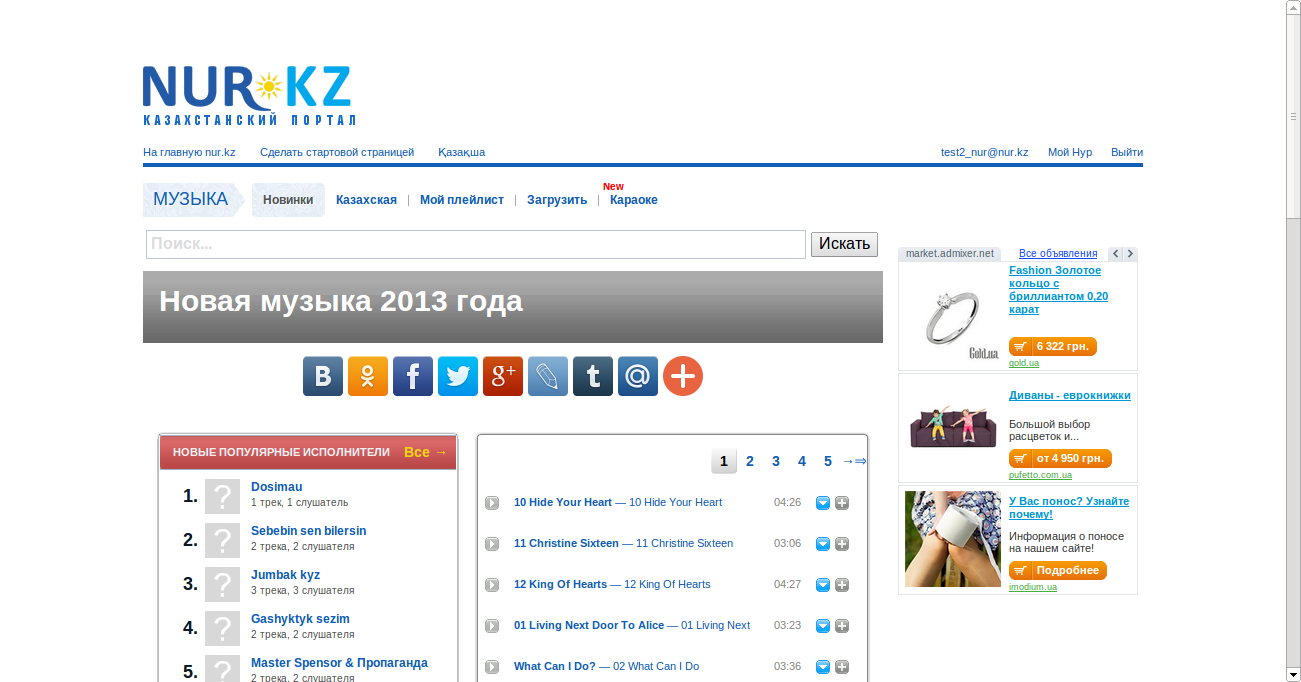 NUR KZ
КАЗАХСТАНСКИЙ ПОРТАЛ
На главную nur.kz Сделать стартовой страницей Қазақша
test2_nur@nur.kz Мой Нур Выйти
МУЗЫКА Новинки Казахская Мой плейлист Загрузить New Караоке
Поиск... Искать
Новая музыка 2013 года
НОВЫЕ ПОПУЛЯРНЫЕ ИСПОЛНИТЕЛИ Все →
1. Dosimau
1 трек, 1 слушатель
2. Sebebin sen bilersin
2 трека, 2 слушателя
3. Jumbak kyz
3 трека, 3 слушателя
4. Gashyktyk sezim
2 трека, 2 слушателя
5. Master Spensor & Пропаганда
2 трека, 2 слушателя
1 2 3 4 5 →⇒
10 Hide Your Heart — 10 Hide Your Heart 04:26
11 Christine Sixteen — 11 Christine Sixteen 03:06
12 King Of Hearts — 12 King Of Hearts 04:27
01 Living Next Door To Alice — 01 Living Next 03:23
What Can I Do? — 02 What Can I Do 03:36
market.admixer.net Все объявления
Fashion Золотое
кольцо с
бриллиантом 0,20
карат
Gold.ua
6 322 грн.
gold.ua
Диваны - еврокнижки
Большой выбор
расцветок и...
от 4 950 грн.
pufetto.com.ua
У Вас понос? Узнайте
почему!
Информация о поносе
на нашем сайте!
Подробнее
imodium.ua